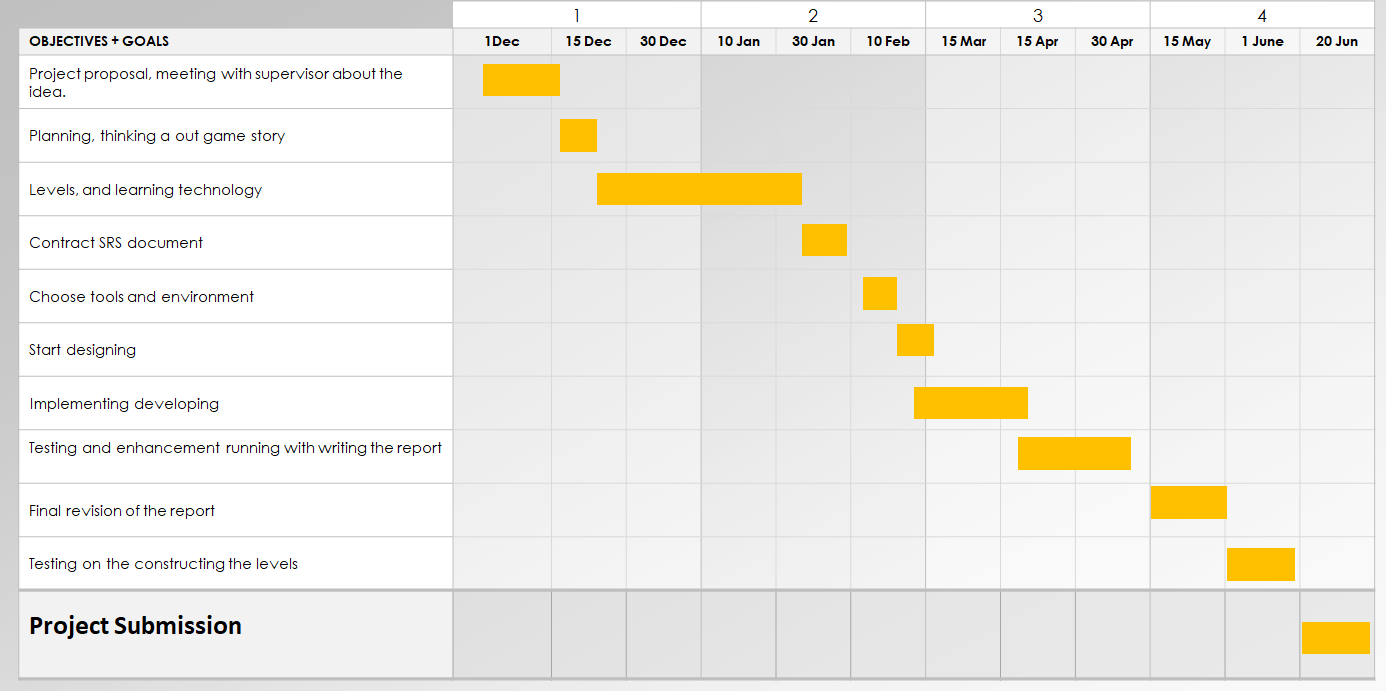 1 2 3 4
OBJECTIVES + GOALS 1Dec 15 Dec 30 Dec 10 Jan 30 Jan 10 Feb 15 Mar 15 Apr 30 Apr 15 May 1 June 20 Jun
Project proposal, meeting with supervisor about the
idea.
Planning, thinking a out game story
Levels, and learning technology
Contract SRS document
Choose tools and environment
Start designing
Implementing developing
Testing and enhancement running with writing the report
Final revision of the report
Testing on the constructing the levels
Project Submission